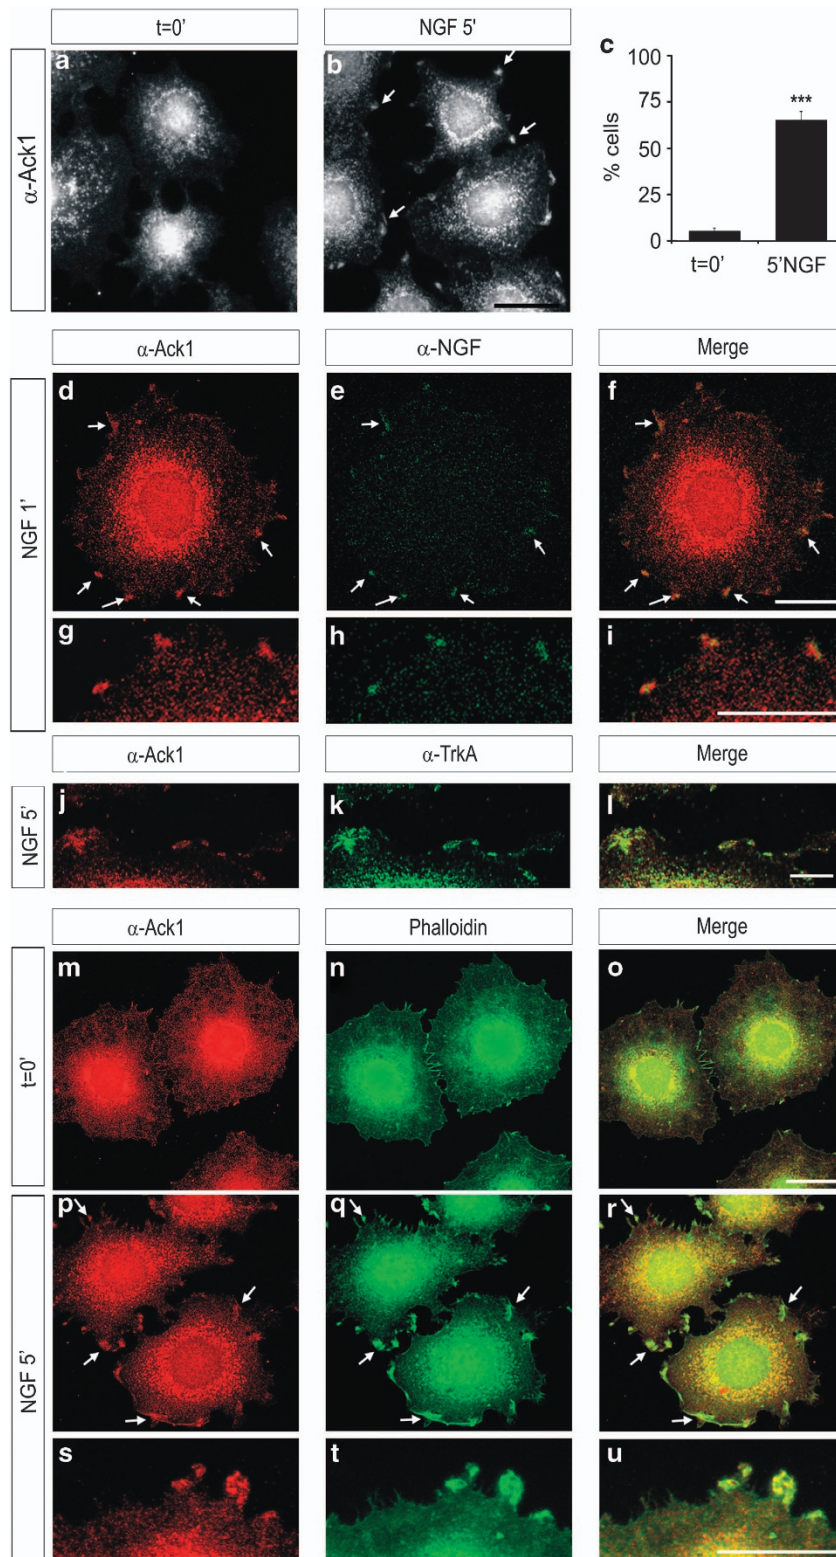 t=0' NGF 5'
α-Ack1
a b c
% cells
100
75
50
25
0
***
t=0' 5'NGF
α-Ack1 α-NGF Merge
NGF 1'
d e f
g h i
α-Ack1 α-TrkA Merge
NGF 5'
j k l
α-Ack1 Phalloidin Merge
t=0'
m n o
NGF 5'
p q r
s t u